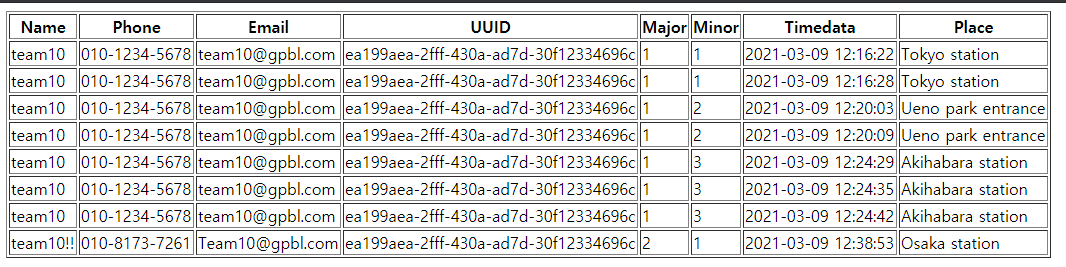 Name Phone Email UUID Major Minor Timedata Place
team10 010-1234-5678 team10@gpbl.com ea199aea-2fff-430a-ad7d-30f12334696c 1 1 2021-03-09 12:16:22 Tokyo station
team10 010-1234-5678 team10@gpbl.com ea199aea-2fff-430a-ad7d-30f12334696c 1 1 2021-03-09 12:16:28 Tokyo station
team10 010-1234-5678 team10@gpbl.com ea199aea-2fff-430a-ad7d-30f12334696c 1 2 2021-03-09 12:20:03 Ueno park entrance
team10 010-1234-5678 team10@gpbl.com ea199aea-2fff-430a-ad7d-30f12334696c 1 2 2021-03-09 12:20:09 Ueno park entrance
team10 010-1234-5678 team10@gpbl.com ea199aea-2fff-430a-ad7d-30f12334696c 1 3 2021-03-09 12:24:29 Akihabara station
team10 010-1234-5678 team10@gpbl.com ea199aea-2fff-430a-ad7d-30f12334696c 1 3 2021-03-09 12:24:35 Akihabara station
team10 010-1234-5678 team10@gpbl.com ea199aea-2fff-430a-ad7d-30f12334696c 1 3 2021-03-09 12:24:42 Akihabara station
team10!! 010-8173-7261 Team10@gpbl.com ea199aea-2fff-430a-ad7d-30f12334696c 2 1 2021-03-09 12:38:53 Osaka station